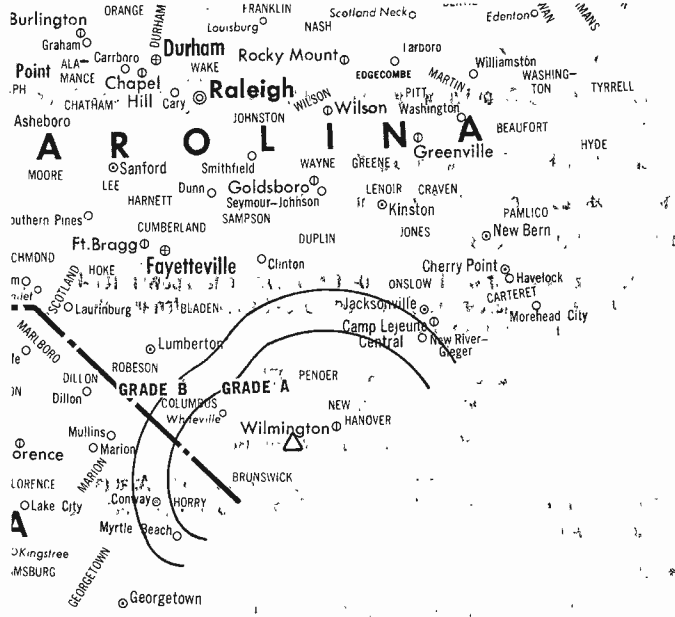 ORANGE
FRANKLIN
Scotland Neck
Burlington
DURHAM
Louisburg
NASH
Edenton
Graham
Durham
Rocky Mount
Tarboro
ALA-
MANCE
Carrboro
WAKE
EDGECOMBE
MARTIN
Williamston
WASHING-
TON
TYRRELL
Point
Chapel
Hill
Cary
Raleigh
WILSON
PITT
CHATHAM
Wilson
Washington
Asheboro
JOHNSTON
BEAUFORT
AROLINA
Greenville
HYDE
MOORE
Sanford
Smithfield
WAYNE
GREENE
LEE
HARNETT
Dunn
Goldsboro
Seymour-Johnson
LENOIR
CRAVEN
SAMPSON
Kinston
PAMLICO
outhern Pines
CUMBERLAND
DUPLIN
JONES
New Bern
Ft.Bragg
Fayetteville
Clinton
Cherry Point
Havelock
CHMOND
HOKE
SCOTLAND
ONSLOW
CARTERET
Laurinburg
BLADEN
Jacksonville
Morehead City
Camp Lejeune
Central
New River-
Gieger
MARLBORO
Lumberton
ROBESON
DILLON
GRADE B
GRADE A
PENDER
Dillon
COLUMBUS
Whiteville
NEW
HANOVER
Wilmington
Mullins
Marion
orence
MARION
LORENCE
BRUNSWICK
Lake City
Conway
HORRY
A
Myrtle Beach
Kingstree
MSBURG
GEORGETOWN
Georgetown